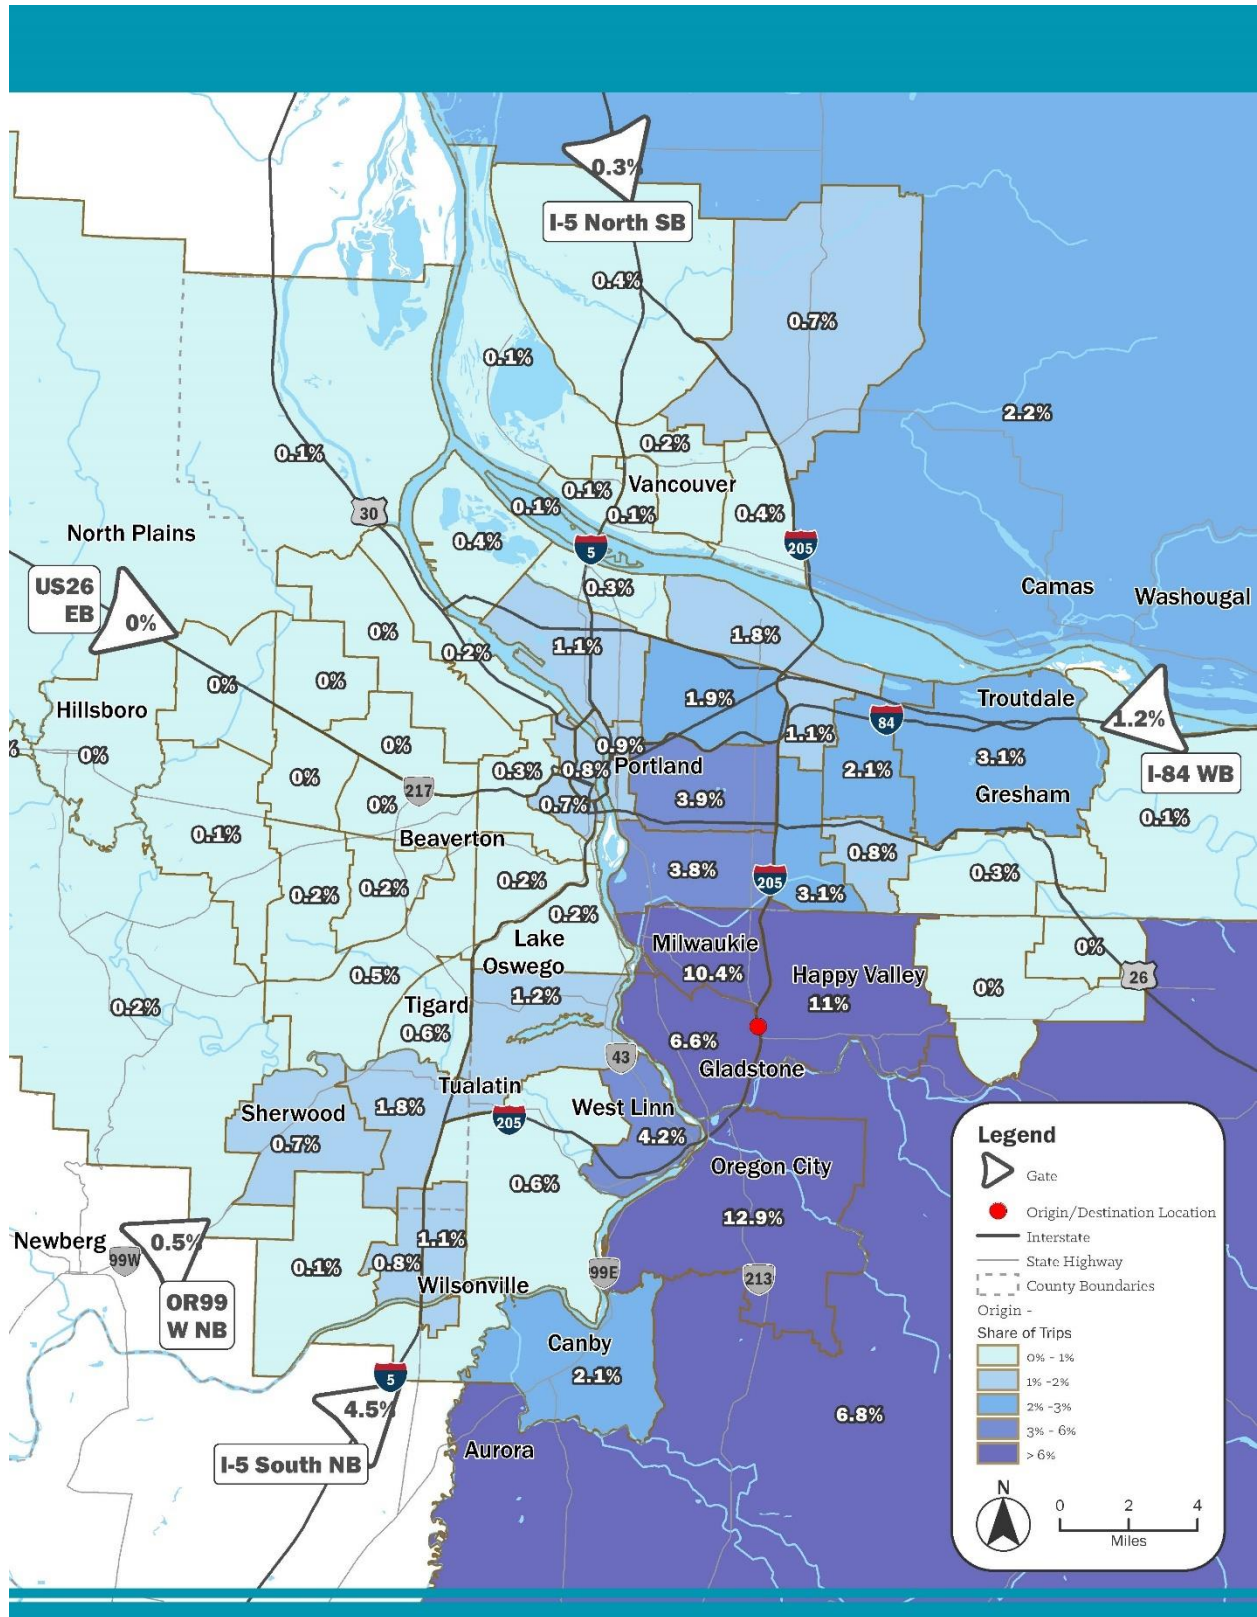 0.3%
I-5 North SB
0.4%
0.7%
0.1%
2.2%
0.2%
0.1%
0.1%
Vancouver
0.1%
0.1%
0.4%
30
North Plains
0.4%
5
205
US26
EB
0%
0.3%
Camas
Washougal
0%
0.2%
1.1%
1.8%
0%
0%
Hillsboro
1.9%
Troutdale
84
1.2%
0%
0%
0.9%
1.1%
I-84 WB
0%
0.3%
0.8%
Portland
2.1%
3.1%
Gresham
217
0%
0.7%
3.9%
0.1%
0.1%
Beaverton
0.8%
0.2%
0.2%
0.2%
3.8%
205
3.1%
0.3%
0.2%
Lake
Oswego
Milwaukie
10.4%
Happy Valley
11%
0%
26
0%
0.5%
1.2%
0.2%
Tigard
0.6%
6.6%
43
Gladstone
Tualatin
Sherwood
0.7%
1.8%
205
West Linn
4.2%
0.6%
Oregon City
12.9%
Newberg
99W
0.5%
OR99
W NB
0.1%
0.8%
1.1%
Wilsonville
99E
213
Canby
2.1%
5
4.5%
I-5 South NB
Aurora
6.8%
Legend
Gate
Origin/Destination Location
Interstate
State Highway
County Boundaries
Origin -
Share of Trips
0% - 1%
1% -2%
2% -3%
3% - 6%
> 6%
N
0 2 4
Miles